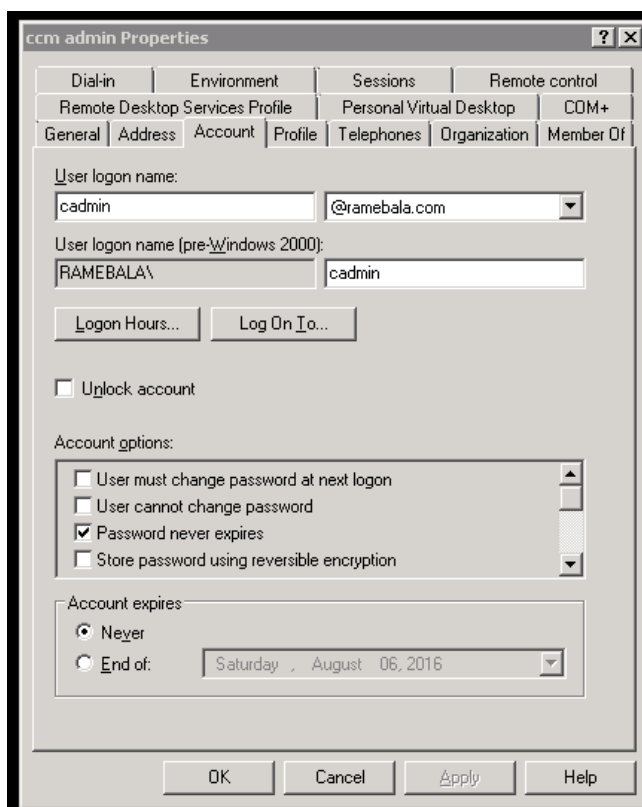 ccm admin Properties
Dial-in Environment Sessions Remote control
Remote Desktop Services Profile Personal Virtual Desktop COM+
General Address Account Profile Telephones Organization Member Of
User logon name:
cadmin @ramebala.com
User logon name (pre-Windows 2000):
RAMEBALA\ cadmin
Logon Hours... Log On To...
Unlock account
Account options:
User must change password at next logon
User cannot change password
Password never expires
Store password using reversible encryption
Account expires
Never
End of: Saturday , August 06, 2016
OK Cancel Apply Help